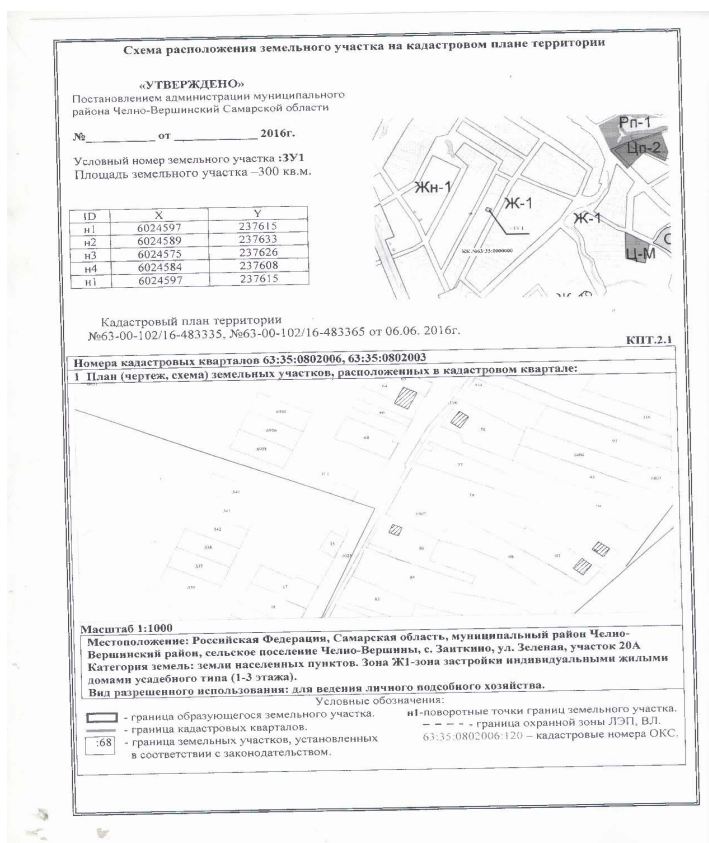 Схема расположения земельного участка на кадастровом плане территории
«УТВЕРЖДЕНО»
Постановлением администрации муниципального
района Челно-Вершинский Самарской области
№ __________ от ____________ 2016г.
Условный номер земельного участка :ЗУ1
Площадь земельного участка –300 кв.м.
ID X Y
н1 6024597 237615
н2 6024589 237633
н3 6024575 237626
н4 6024584 237608
н1 6024597 237615
Рп-1
Цп-2
Жн-1
Ж-1
Ж-1
Ц-М
КК №63:35:0000000
Кадастровый план территории
№63-00-102/16-483335, №63-00-102/16-483365 от 06.06. 2016г.
КПТ.2.1
Номера кадастровых кварталов 63:35:0802006, 63:35:0802003
1 План (чертеж, схема) земельных участков, расположенных в кадастровом квартале:
Масштаб 1:1000
Местоположение: Российская Федерация, Самарская область, муниципальный район Челно-
Вершинский район, сельское поселение Челно-Вершины, с. Заиткино, ул. Зеленая, участок 20А
Категория земель: земли населенных пунктов. Зона Ж1-зона застройки индивидуальными жилыми
домами усадебного типа (1-3 этажа).
Вид разрешенного использования: для ведения личного подсобного хозяйства.
Условные обозначения:
- граница образующегося земельного участка.
- граница кадастровых кварталов.
:68 - граница земельных участков, установленных
в соответствии с законодательством.
н1-поворотные точки границ земельного участка.
– – – - - граница охранной зоны ЛЭП, ВЛ.
63:35:0802006:120 – кадастровые номера ОКС.